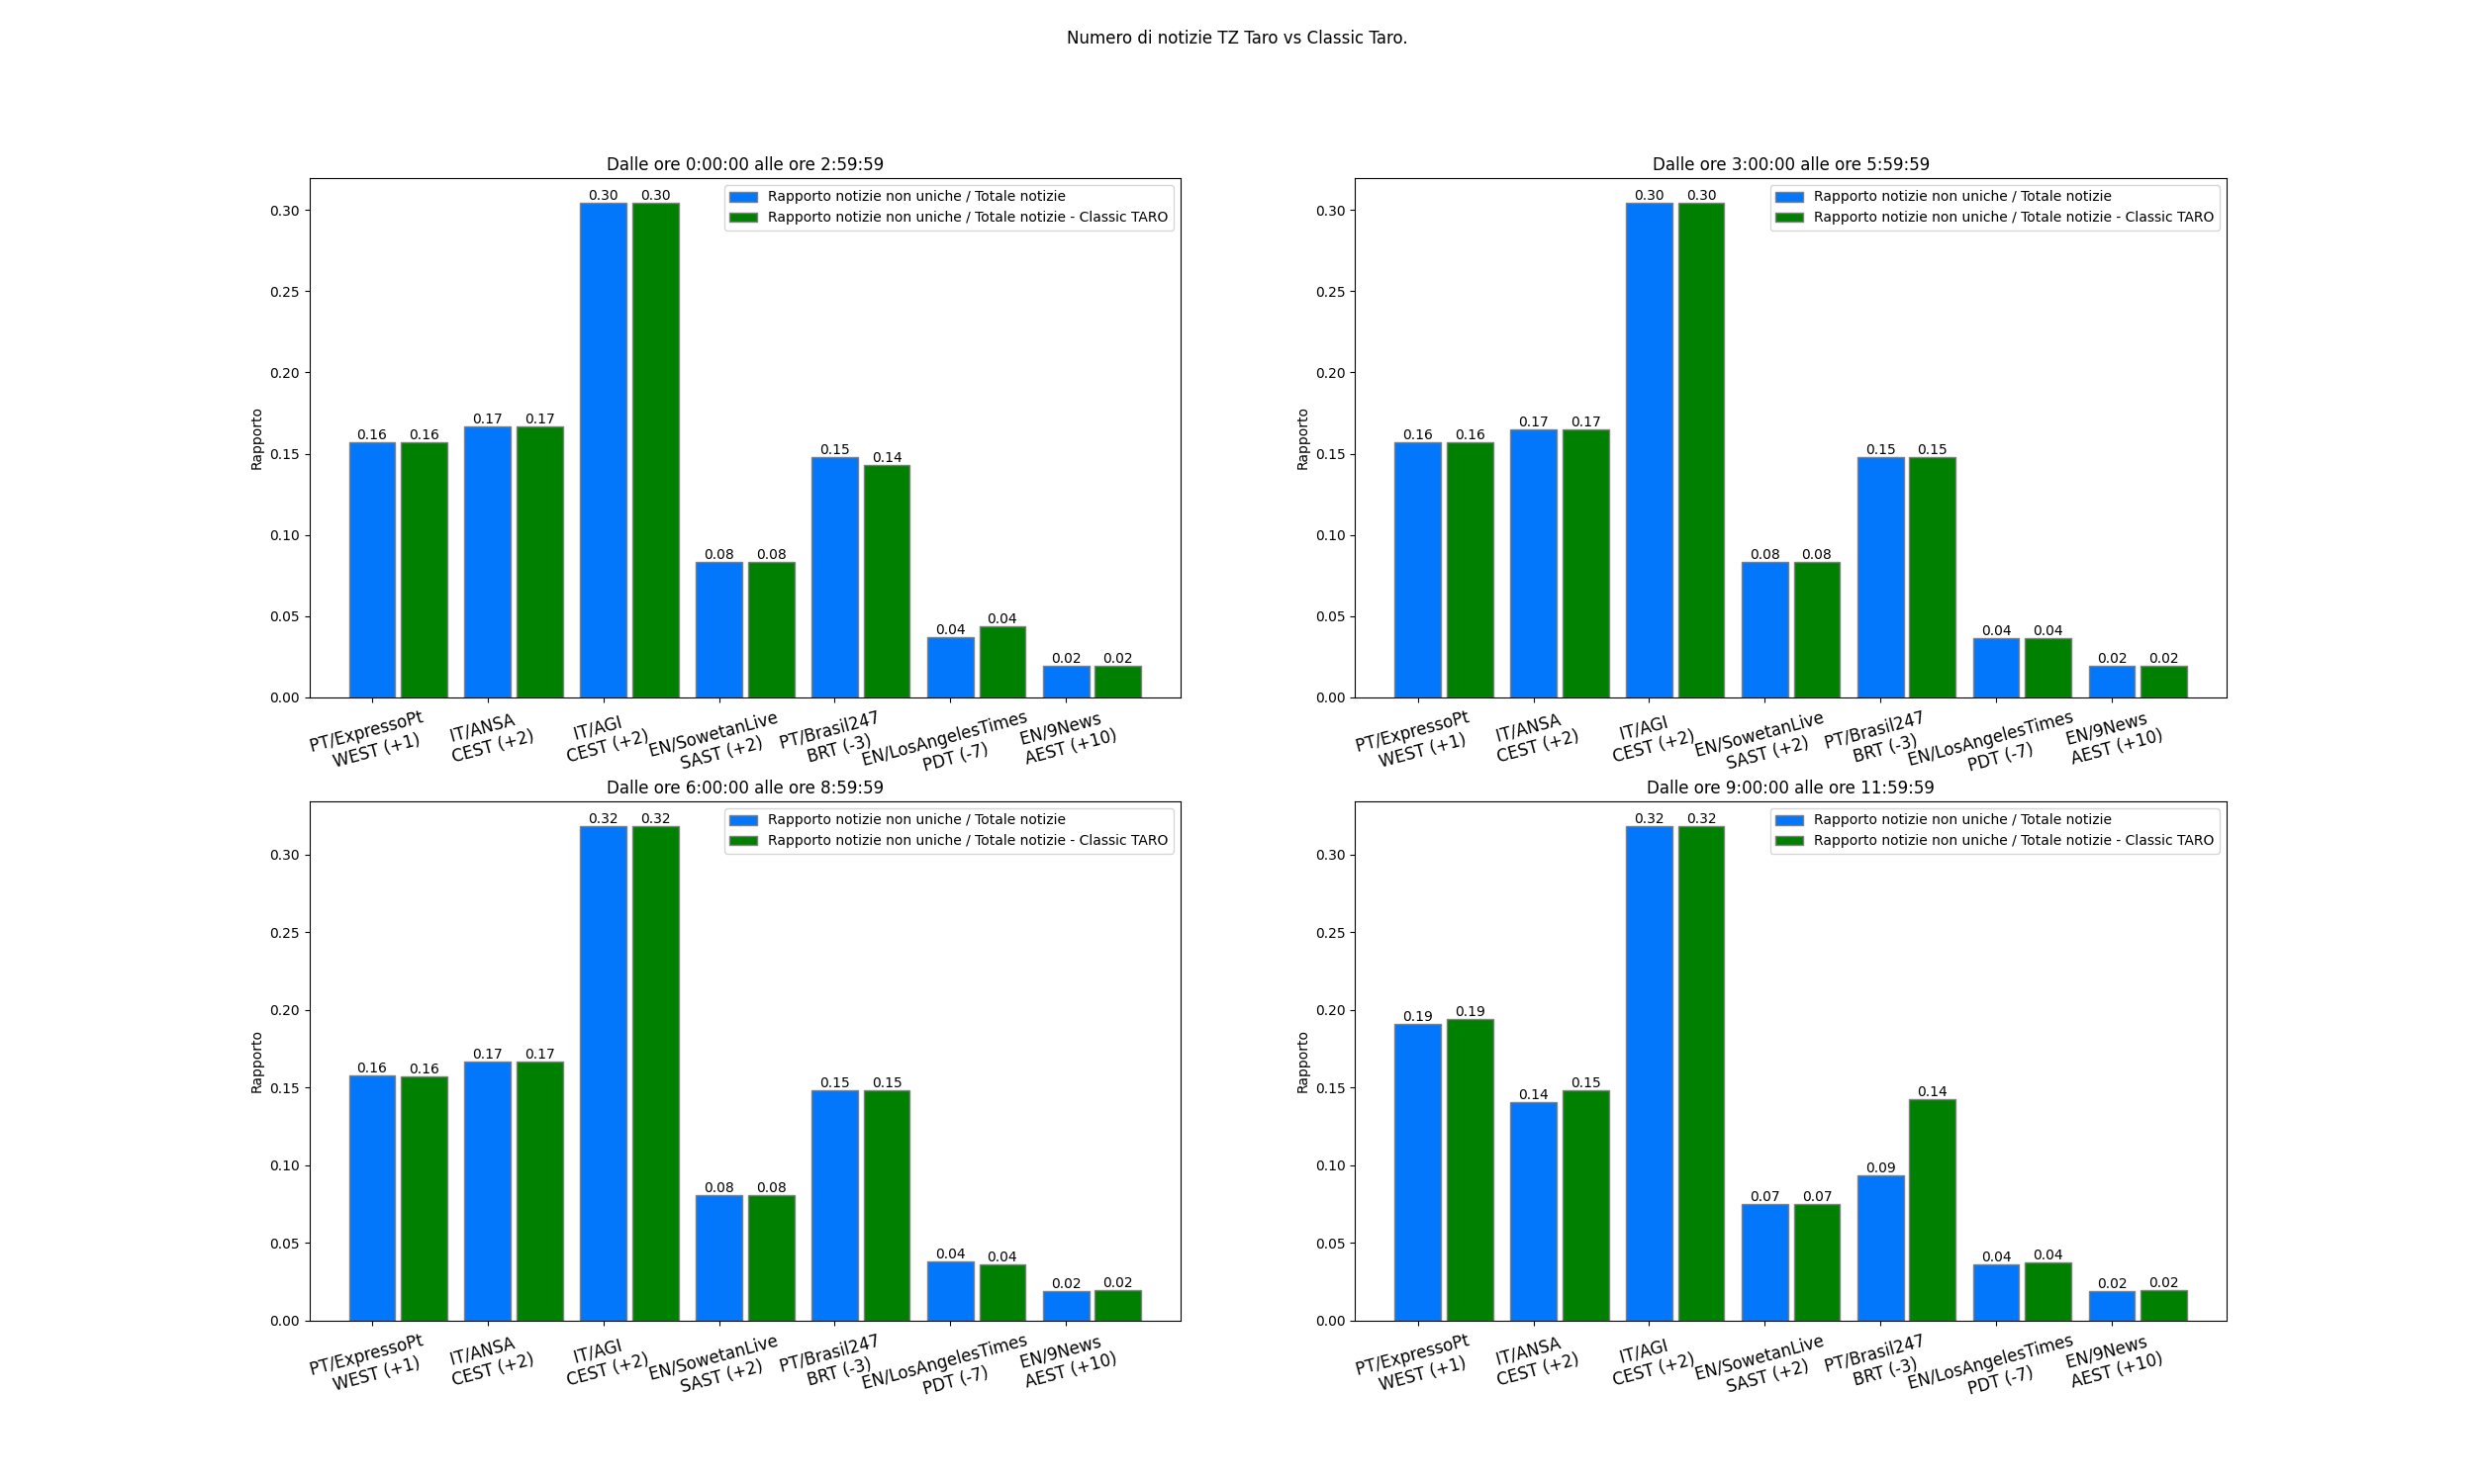 Numero di notizie TZ Taro vs Classic Taro.
Dalle ore 0:00:00 alle ore 2:59:59
Rapporto notizie non uniche / Totale notizie
Rapporto notizie non uniche / Totale notizie - Classic TARO
Rapporto
0.30
0.25
0.20
0.15
0.10
0.05
0.00
0.16
0.16
0.17
0.17
0.30
0.30
0.08
0.08
0.15
0.14
0.04
0.04
0.02
0.02
PT/ExpressoPt
WEST (+1)
IT/ANSA
CEST (+2)
IT/AGI
CEST (+2)
EN/SowetanLive
SAST (+2)
PT/Brasil247
BRT (-3)
EN/LosAngelesTimes
PDT (-7)
EN/9News
AEST (+10)
Dalle ore 3:00:00 alle ore 5:59:59
Rapporto notizie non uniche / Totale notizie
Rapporto notizie non uniche / Totale notizie - Classic TARO
Rapporto
0.30
0.25
0.20
0.15
0.10
0.05
0.00
0.16
0.16
0.17
0.17
0.30
0.30
0.08
0.08
0.15
0.15
0.04
0.04
0.02
0.02
PT/ExpressoPt
WEST (+1)
IT/ANSA
CEST (+2)
IT/AGI
CEST (+2)
EN/SowetanLive
SAST (+2)
PT/Brasil247
BRT (-3)
EN/LosAngelesTimes
PDT (-7)
EN/9News
AEST (+10)
Dalle ore 6:00:00 alle ore 8:59:59
Rapporto notizie non uniche / Totale notizie
Rapporto notizie non uniche / Totale notizie - Classic TARO
Rapporto
0.30
0.25
0.20
0.15
0.10
0.05
0.00
0.16
0.16
0.17
0.17
0.32
0.32
0.08
0.08
0.15
0.15
0.04
0.04
0.02
0.02
PT/ExpressoPt
WEST (+1)
IT/ANSA
CEST (+2)
IT/AGI
CEST (+2)
EN/SowetanLive
SAST (+2)
PT/Brasil247
BRT (-3)
EN/LosAngelesTimes
PDT (-7)
EN/9News
AEST (+10)
Dalle ore 9:00:00 alle ore 11:59:59
Rapporto notizie non uniche / Totale notizie
Rapporto notizie non uniche / Totale notizie - Classic TARO
Rapporto
0.30
0.25
0.20
0.15
0.10
0.05
0.00
0.19
0.19
0.14
0.15
0.32
0.32
0.07
0.07
0.09
0.14
0.04
0.04
0.02
0.02
PT/ExpressoPt
WEST (+1)
IT/ANSA
CEST (+2)
IT/AGI
CEST (+2)
EN/SowetanLive
SAST (+2)
PT/Brasil247
BRT (-3)
EN/LosAngelesTimes
PDT (-7)
EN/9News
AEST (+10)